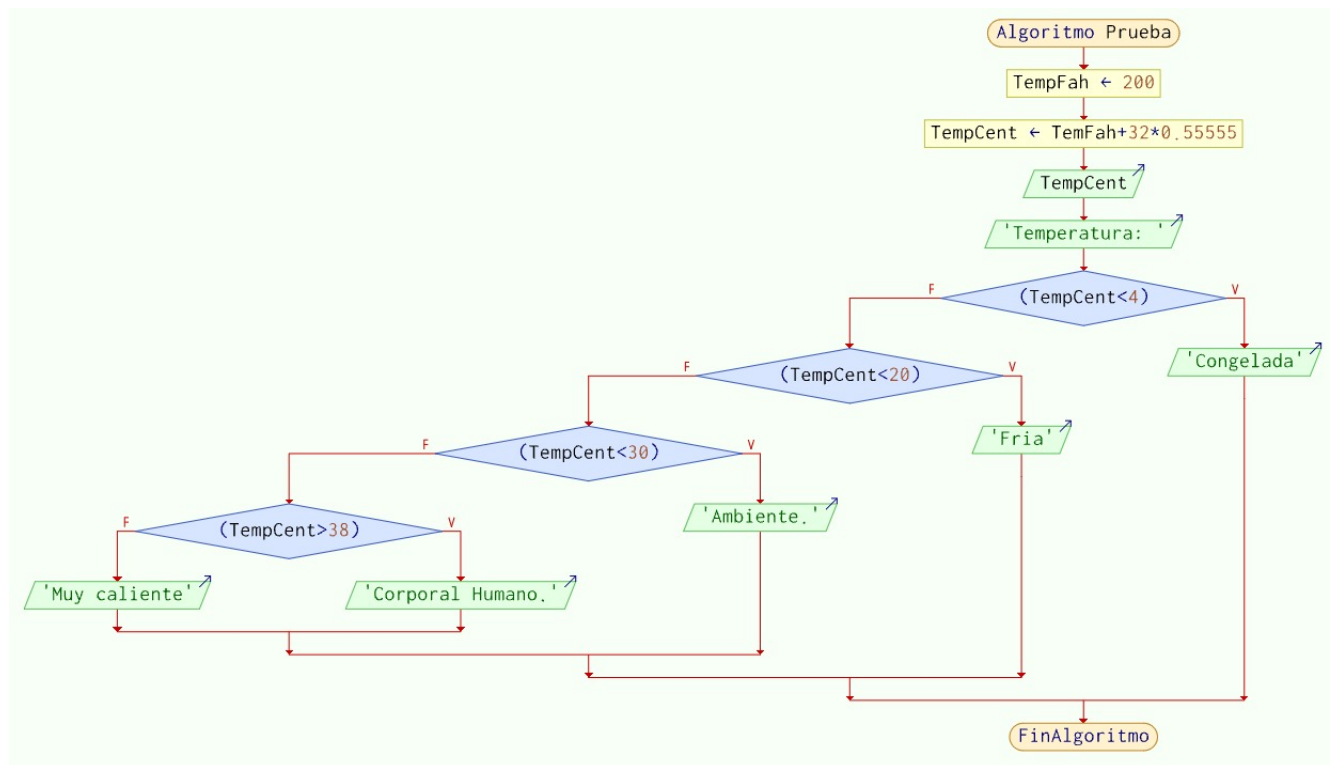 Algoritmo Prueba
TempFah ← 200
TempCent ← TemFah+32*0.55555
TempCent
'Temperatura: '
F
(TempCent<4)
V
F
(TempCent<20)
V
'Congelada'
F
(TempCent<30)
V
'Fria'
F
(TempCent>38)
V
'Ambiente.'
'Muy caliente'
'Corporal Humano.'
FinAlgoritmo